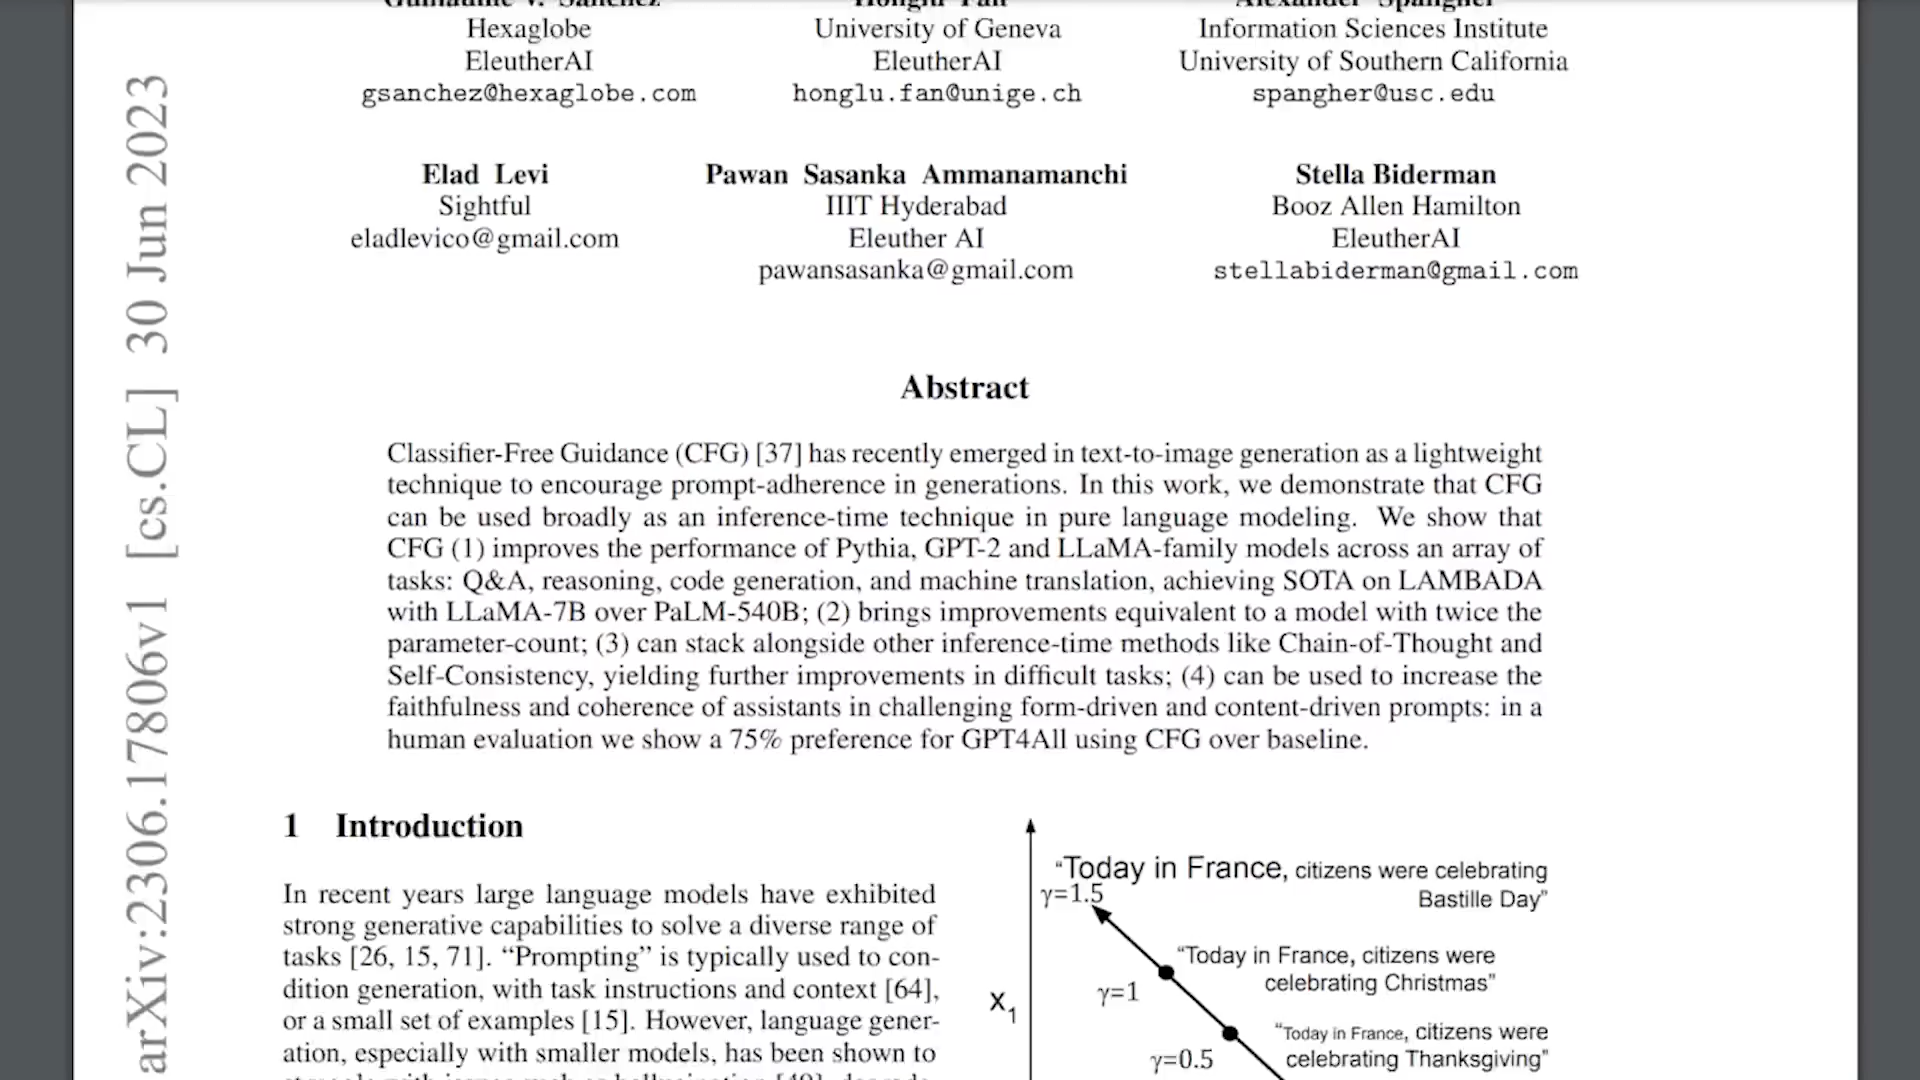 Hexaglobe
EleutherAI
gsanchez@hexaglobe.com
University of Geneva
EleutherAI
honglu.fan@unige.ch
Information Sciences Institute
University of Southern California
spangher@usc.edu
Elad Levi
Sightful
eladlevico@gmail.com
Pawan Sasanka Ammanamanchi
IIIT Hyderabad
Eleuther AI
pawansasanka@gmail.com
Stella Biderman
Booz Allen Hamilton
EleutherAI
stellabiderman@gmail.com
arXiv:2306.17806v1 [cs.CL] 30 Jun 2023
Abstract
Classifier-Free Guidance (CFG) [37] has recently emerged in text-to-image generation as a lightweight
technique to encourage prompt-adherence in generations. In this work, we demonstrate that CFG
can be used broadly as an inference-time technique in pure language modeling. We show that
CFG (1) improves the performance of Pythia, GPT-2 and LLaMA-family models across an array of
tasks: Q&A, reasoning, code generation, and machine translation, achieving SOTA on LAMBADA
with LLaMA-7B over PaLM-540B; (2) brings improvements equivalent to a model with twice the
parameter-count; (3) can stack alongside other inference-time methods like Chain-of-Thought and
Self-Consistency, yielding further improvements in difficult tasks; (4) can be used to increase the
faithfulness and coherence of assistants in challenging form-driven and content-driven prompts: in a
human evaluation we show a 75% preference for GPT4All using CFG over baseline.
1 Introduction
In recent years large language models have exhibited
strong generative capabilities to solve a diverse range of
tasks [26, 15, 71]. “Prompting” is typically used to con-
dition generation, with task instructions and context [64],
or a small set of examples [15]. However, language gener-
ation, especially with smaller models, has been shown to
“Today in France, citizens were celebrating
Bastille Day”
γ=1.5
“Today in France, citizens were
celebrating Christmas”
γ=1
X1
“Today in France, citizens were
celebrating Thanksgiving”
γ=0.5